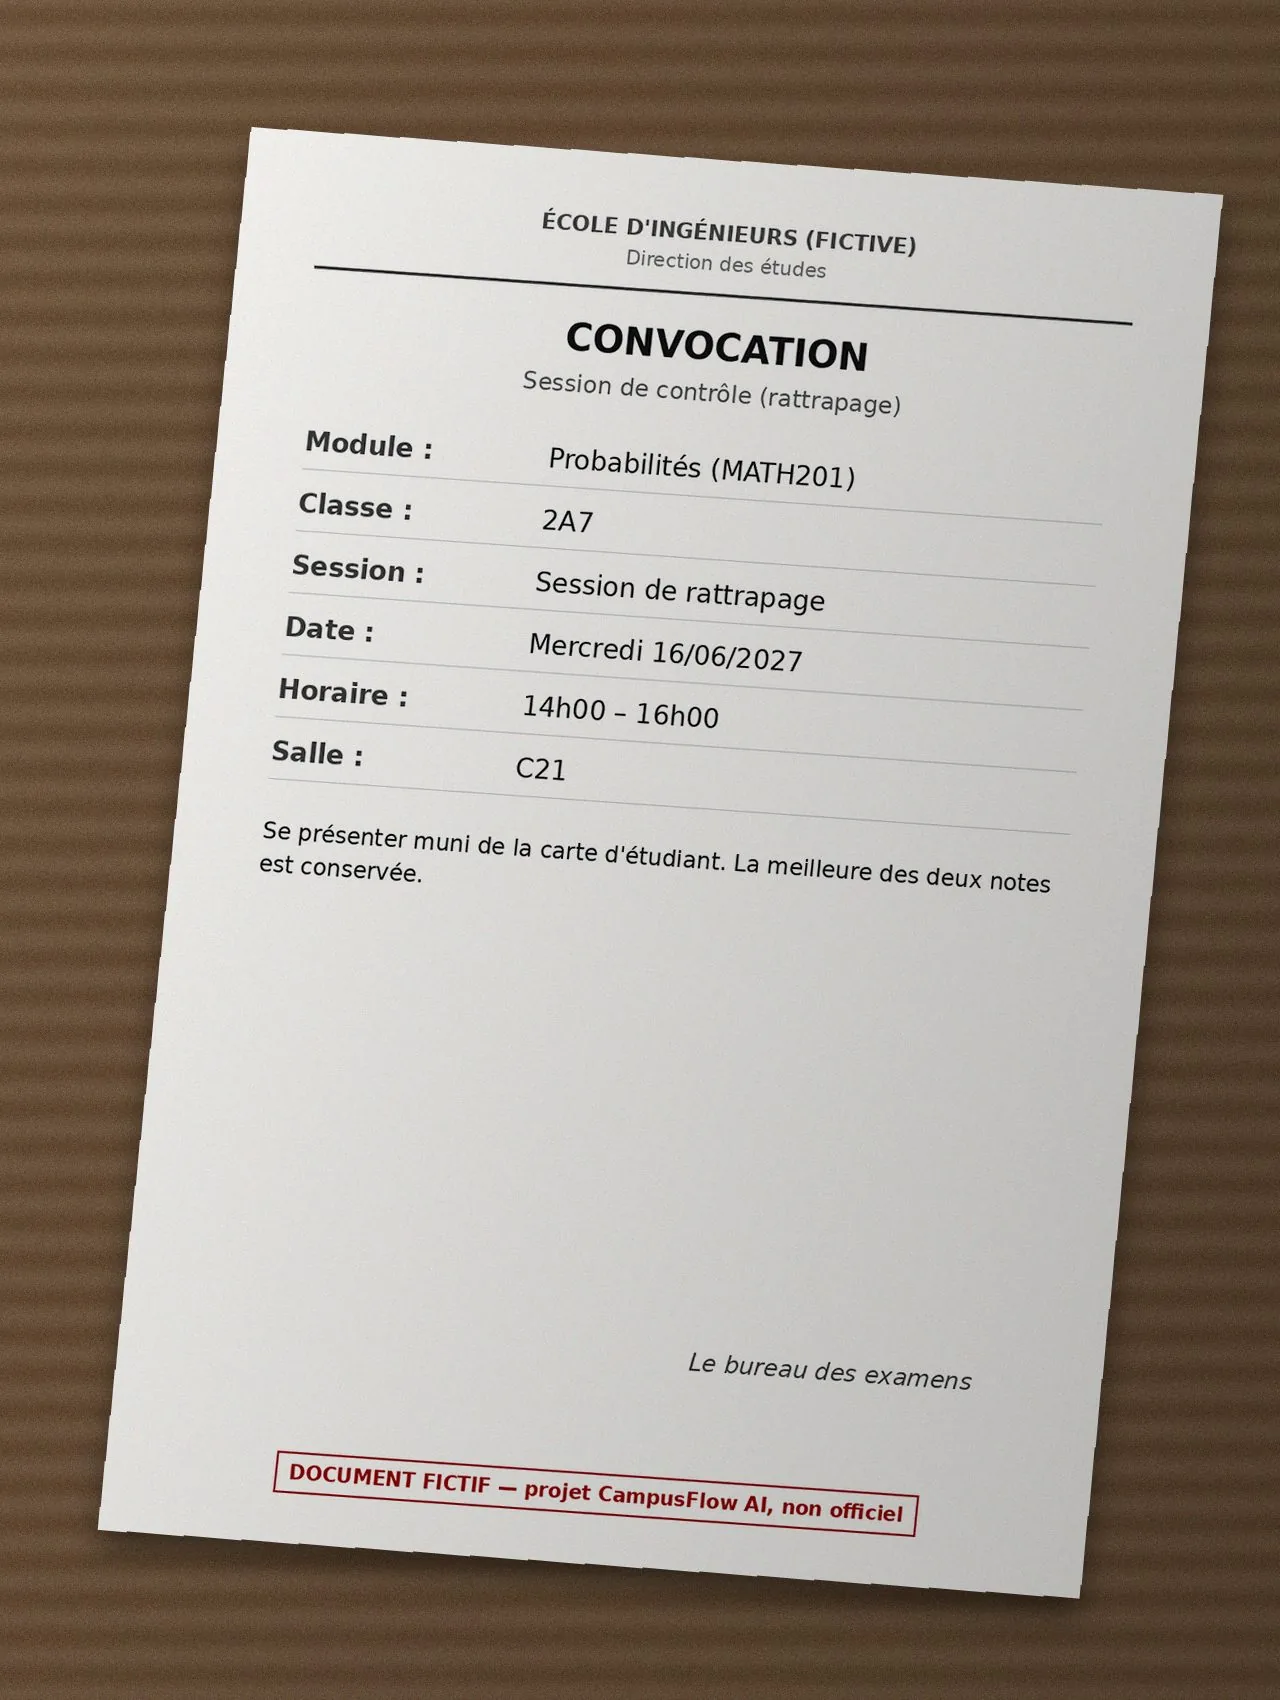 ÉCOLE D'INGÉNIEURS (FICTIVE)
Direction des études
CONVOCATION
Session de contrôle (rattrapage)
Module : Probabilités (MATH201)
Classe : 2A7
Session : Session de rattrapage
Date : Mercredi 16/06/2027
Horaire : 14h00 – 16h00
Salle : C21
Se présenter muni de la carte d'étudiant. La meilleure des deux notes
est conservée.
Le bureau des examens
DOCUMENT FICTIF — projet CampusFlow AI, non officiel